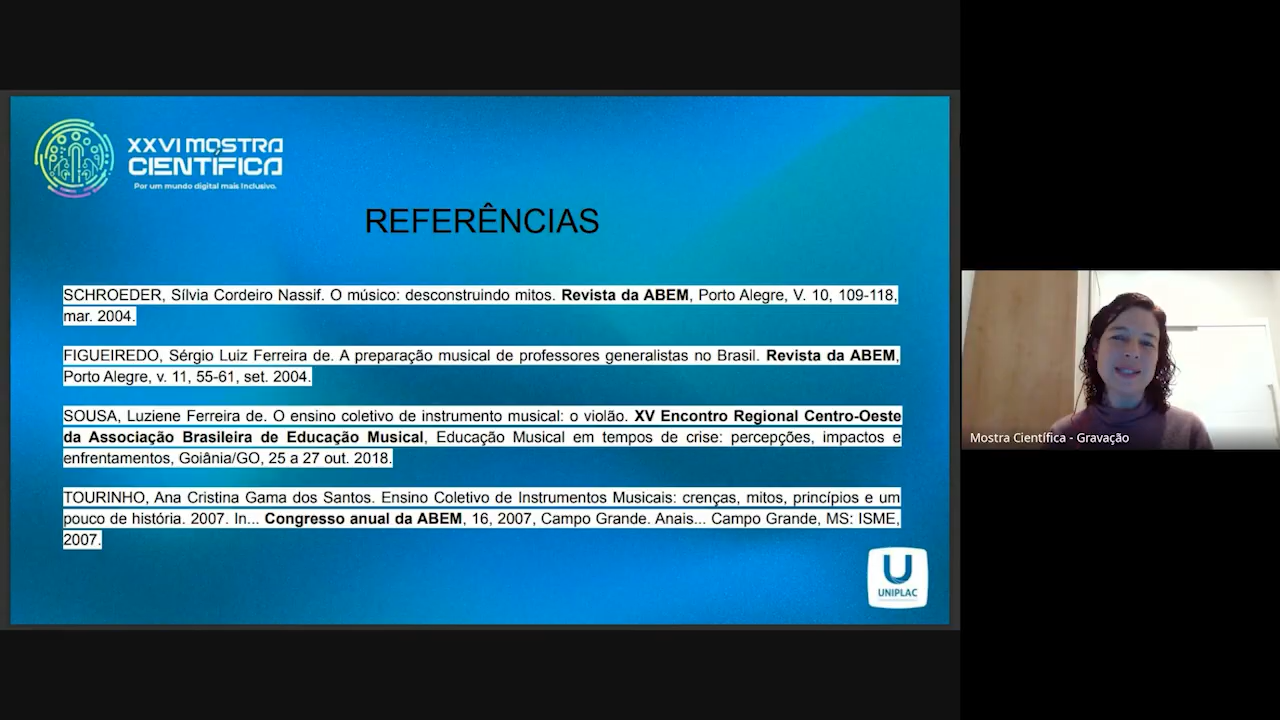 XXVI MOSTRA
CIENTÍFICA
Por um mundo digital mais Inclusivo.
REFERÊNCIAS
SCHROEDER, Sílvia Cordeiro Nassif. O músico: desconstruindo mitos. Revista da ABEM, Porto Alegre, V. 10, 109-118,
mar. 2004.
FIGUEIREDO, Sérgio Luiz Ferreira de. A preparação musical de professores generalistas no Brasil. Revista da ABEM,
Porto Alegre, v. 11, 55-61, set. 2004.
SOUSA, Luziene Ferreira de. O ensino coletivo de instrumento musical: o violão. XV Encontro Regional Centro-Oeste
da Associação Brasileira de Educação Musical, Educação Musical em tempos de crise: percepções, impactos e
enfrentamentos, Goiânia/GO, 25 a 27 out. 2018.
TOURINHO, Ana Cristina Gama dos Santos. Ensino Coletivo de Instrumentos Musicais: crenças, mitos, princípios e um
pouco de história. 2007. In... Congresso anual da ABEM, 16, 2007, Campo Grande. Anais... Campo Grande, MS: ISME,
2007.
U
UNIPLAC
Mostra Científica - Gravação